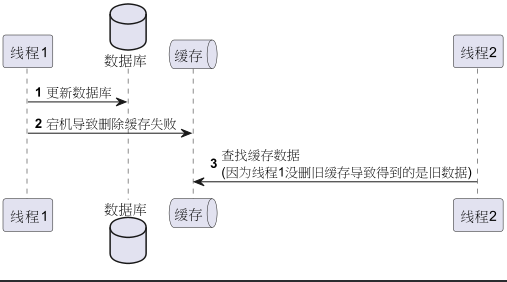 线程1
数据库
缓存
线程2
1 更新数据库
2 宕机导致删除缓存失败
3 查找缓存数据
(因为线程1没删旧缓存导致得到的是旧数据)
线程1
数据库
缓存
线程2